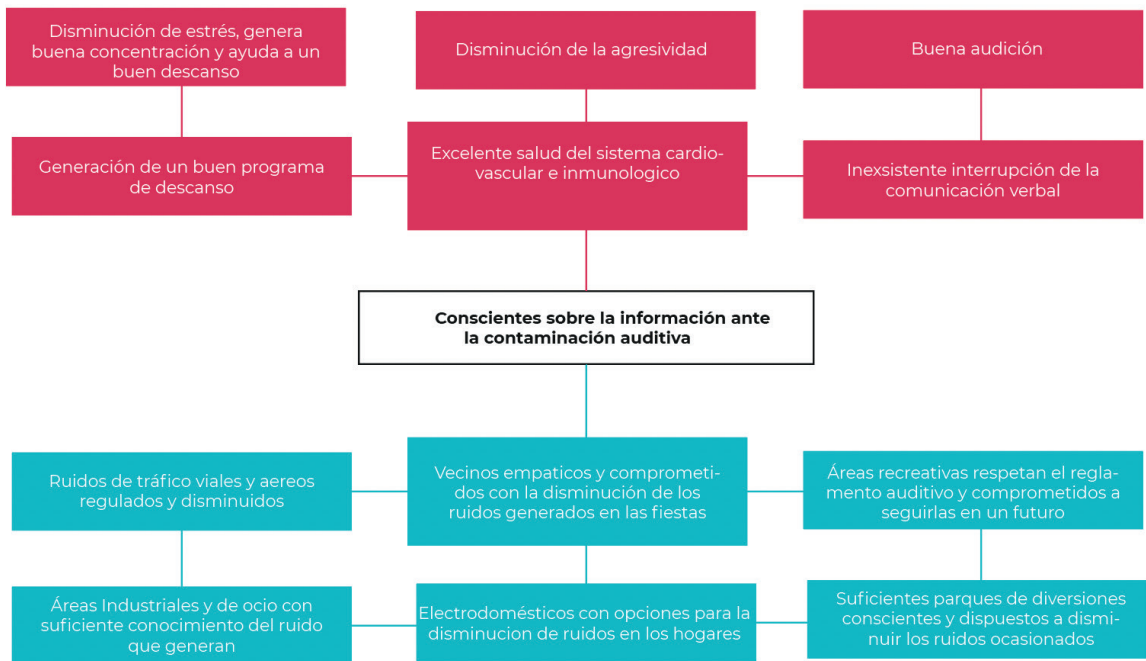 Disminución de estrés, genera
buena concentración y ayuda a un
buen descanso
Disminución de la agresividad
Buena audición
Generación de un buen programa
de descanso
Excelente salud del sistema cardio-
vascular e inmunologico
Inexsistente interrupción de la
comunicación verbal
Conscientes sobre la información ante
la contaminación auditiva
Ruidos de tráfico viales y aereos
regulados y disminuidos
Vecinos empaticos y comprometi-
dos con la disminución de los
ruidos generados en las fiestas
Áreas recreativas respetan el regla-
mento auditivo y comprometidos a
seguirlas en un futuro
Áreas Industriales y de ocio con
suficiente conocimiento del ruido
que generan
Electrodomésticos con opciones para la
disminucion de ruidos en los hogares
Suficientes parques de diversiones
conscientes y dispuestos a dismi-
nuir los ruidos ocasionados